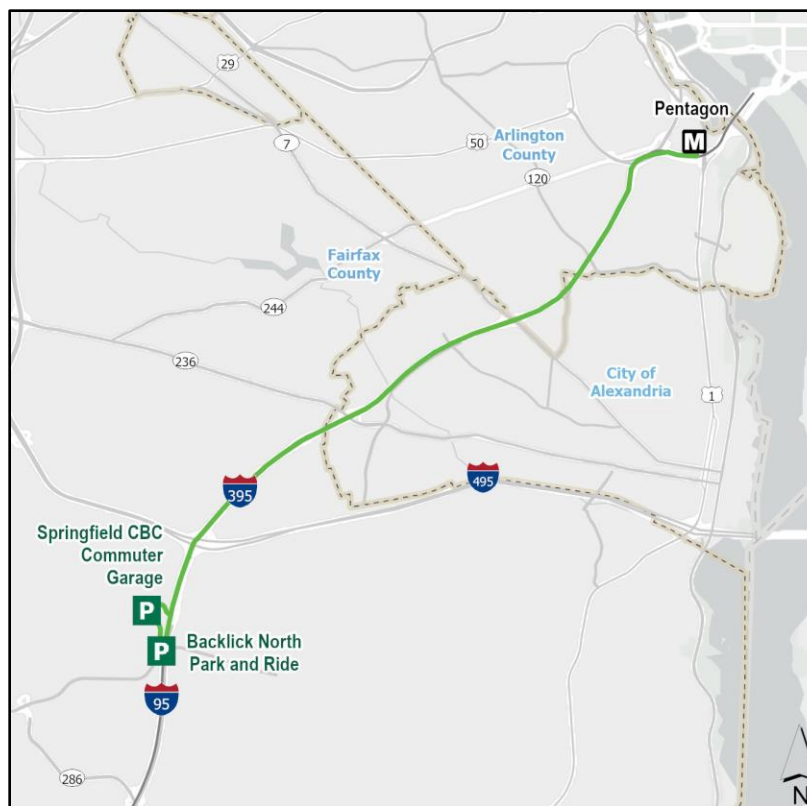 29
Pentagon
M
Arlington
County
50
7
120
Fairfax
County
244
236
City of
Alexandria
1
395
495
Springfield CBC
Commuter
Garage
P
P
Backlick North
Park and Ride
95
286
N